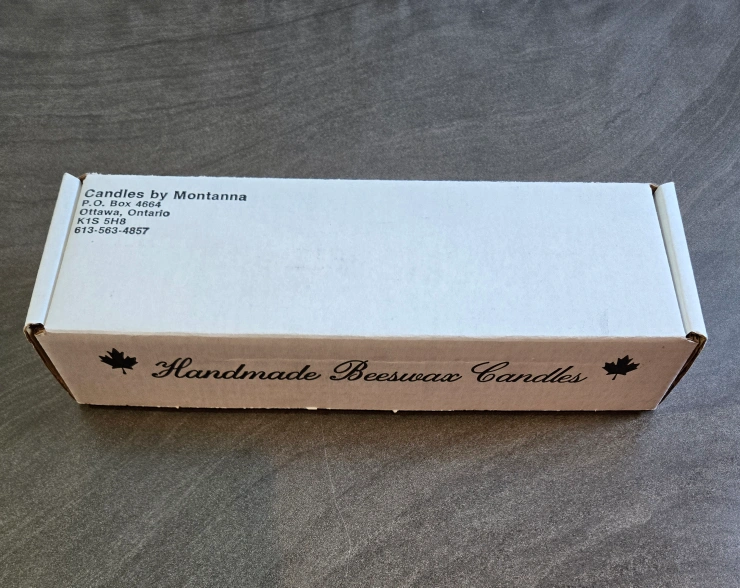 Candles by Montanna
P.O. Box 4664
Ottawa, Ontario
K1S 5H8
613-563-4857
Handmade Beeswax Candles